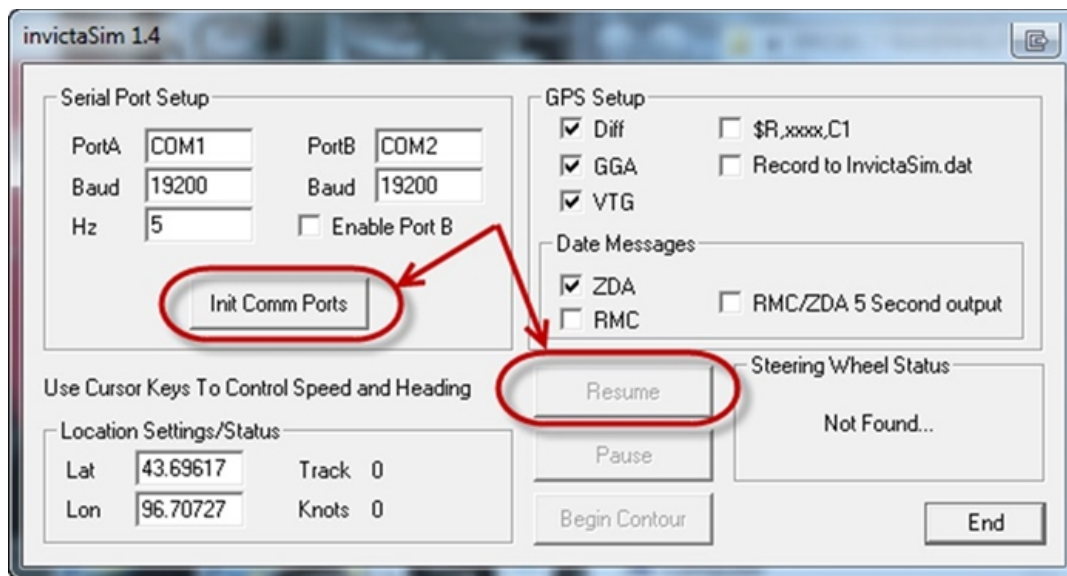 invictaSim 1.4
Serial Port Setup
PortA COM1 PortB COM2
Baud 19200 Baud 19200
Hz 5 Enable Port B
Init Comm Ports
GPS Setup
Diff $R,xxxx,C1
GGA Record to InvictaSim.dat
VTG
Date Messages
ZDA RMC/ZDA 5 Second output
RMC
Use Cursor Keys To Control Speed and Heading
Location Settings/Status
Lat 43.69617 Track 0
Lon 96.70727 Knots 0
Resume
Pause
Begin Contour
Steering Wheel Status
Not Found...
End